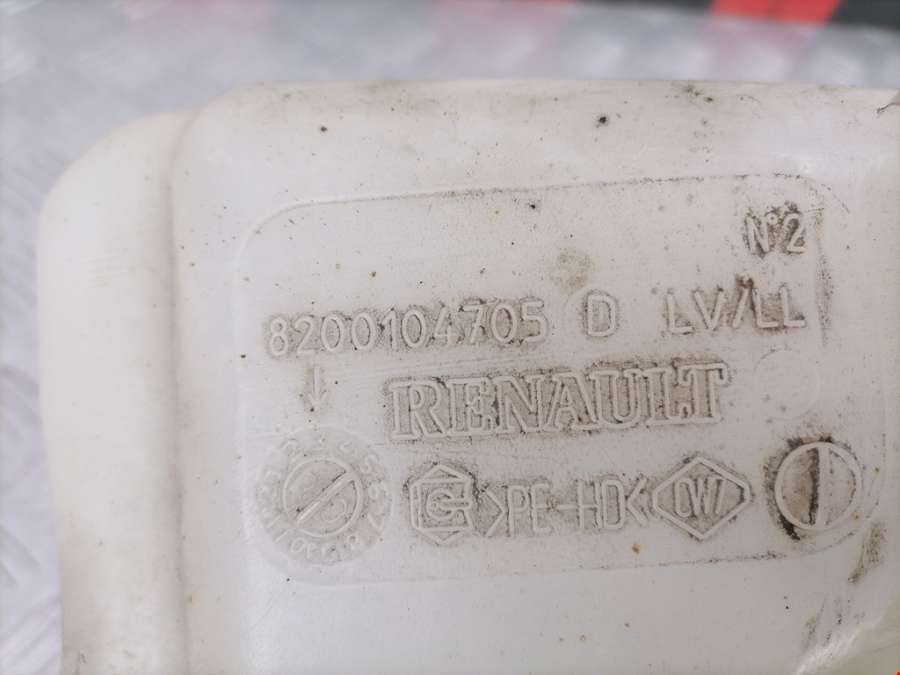 N°2
8200104705 D LV/LL
RENAULT
>PE-HD<